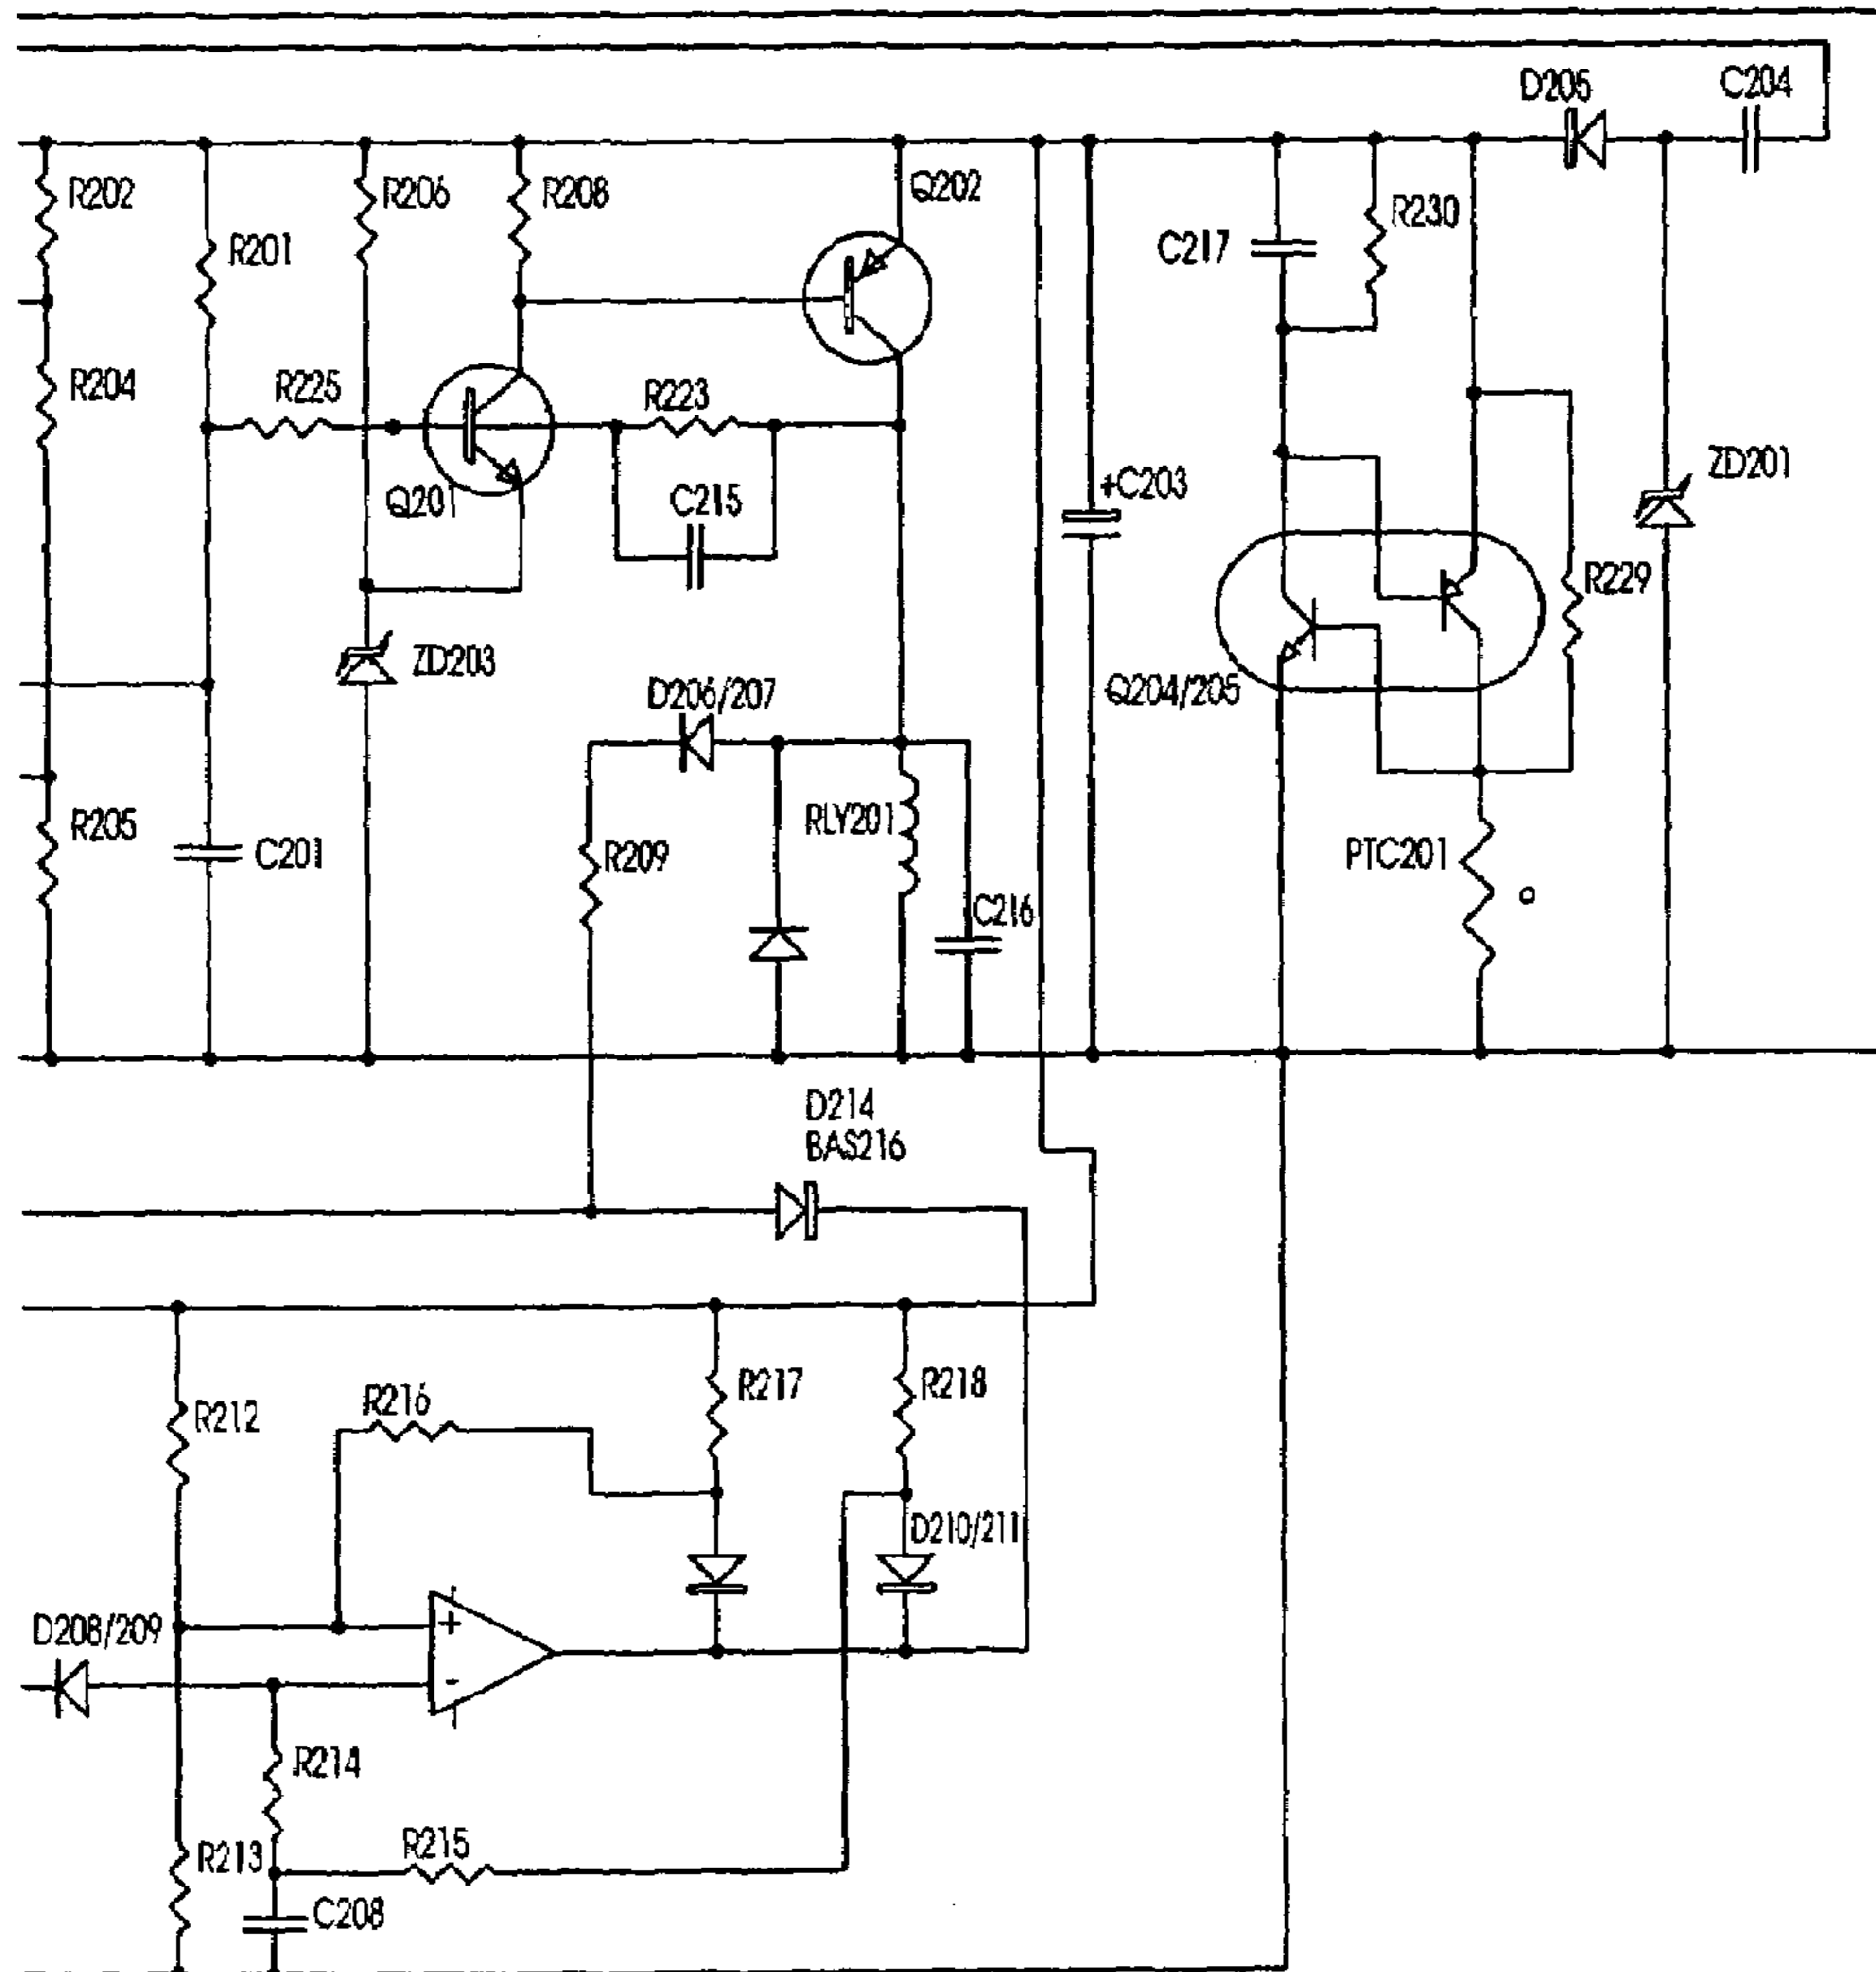 D205
C204
R202
R206
R208
Q202
R201
C217
R230
R204
R225
R223
Q201
C215
+C203
ZD201
R229
ZD203
D206/207
Q204/205
R205
C201
R209
RLY201
PTC201
C216
D214
BAS216
R212
R216
R217
R218
D210/211
D208/209
+
-
R214
R213
R215
C208